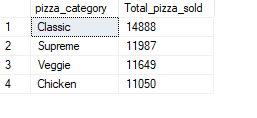 pizza_category Total_pizza_sold
1 Classic 14888
2 Supreme 11987
3 Veggie 11649
4 Chicken 11050